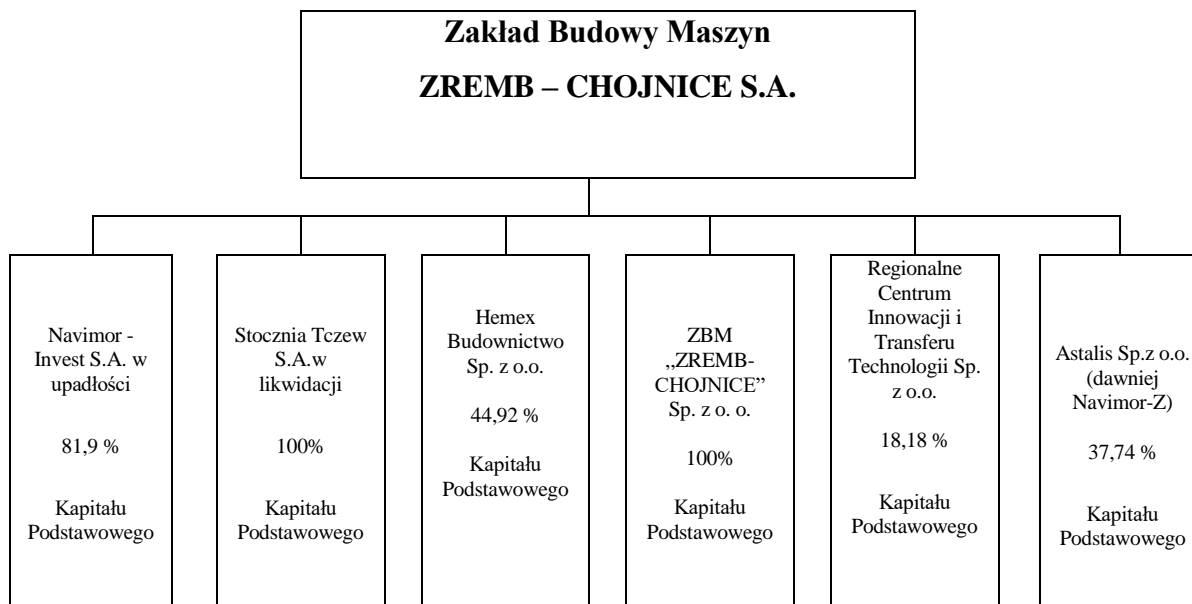 Zakład Budowy Maszyn
ZREMB – CHOJNICE S.A.
Navimor -
Invest S.A. w
upadłości
81,9 %
Kapitału
Podstawowego
Stocznia Tczew
S.A.w
likwidacji
100%
Kapitału
Podstawowego
Hemex
Budownictwo
Sp. z o.o.
44,92 %
Kapitału
Podstawowego
ZBM
„ZREMB-
CHOJNICE”
Sp. z o. o.
100%
Kapitału
Podstawowego
Regionalne
Centrum
Innowacji i
Transferu
Technologii Sp.
z o.o.
18,18 %
Kapitału
Podstawowego
Astalis Sp.z o.o.
(dawniej
Navimor-Z)
37,74 %
Kapitału
Podstawowego